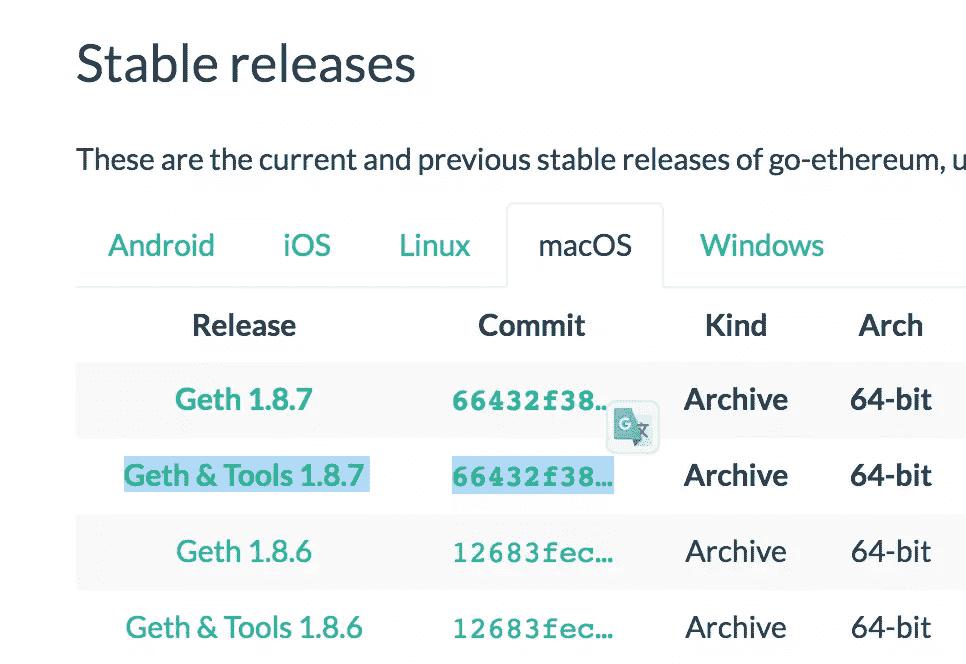 Stable releases
These are the current and previous stable releases of go-ethereum, u
Android iOS Linux macOS Windows
Release Commit Kind Arch
Geth 1.8.7 66432f38… Archive 64-bit
Geth & Tools 1.8.7 66432f38… Archive 64-bit
Geth 1.8.6 12683fec… Archive 64-bit
Geth & Tools 1.8.6 12683fec… Archive 64-bit